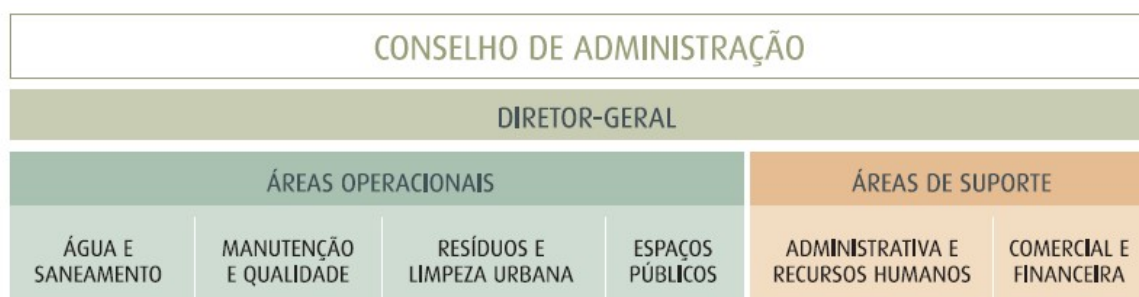 CONSELHO DE ADMINISTRAÇÃO
DIRETOR-GERAL
ÁREAS OPERACIONAIS
ÁREAS DE SUPORTE
ÁGUA E
SANEAMENTO
MANUTENÇÃO
E QUALIDADE
RESÍDUOS E
LIMPEZA URBANA
ESPAÇOS
PÚBLICOS
ADMINISTRATIVA E
RECURSOS HUMANOS
COMERCIAL E
FINANCEIRA